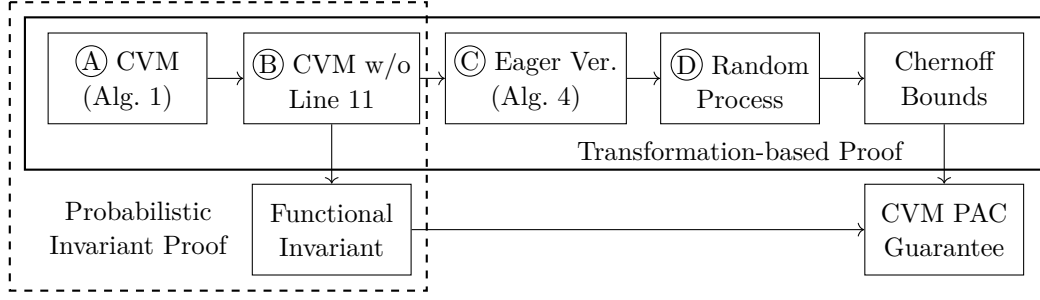 Ⓐ CVM
(Alg. 1)
Ⓑ CVM w/o
Line 11
Ⓒ Eager Ver.
(Alg. 4)
Ⓓ Random
Process
Chernoff
Bounds
Transformation-based Proof
Probabilistic
Invariant Proof
Functional
Invariant
CVM PAC
Guarantee